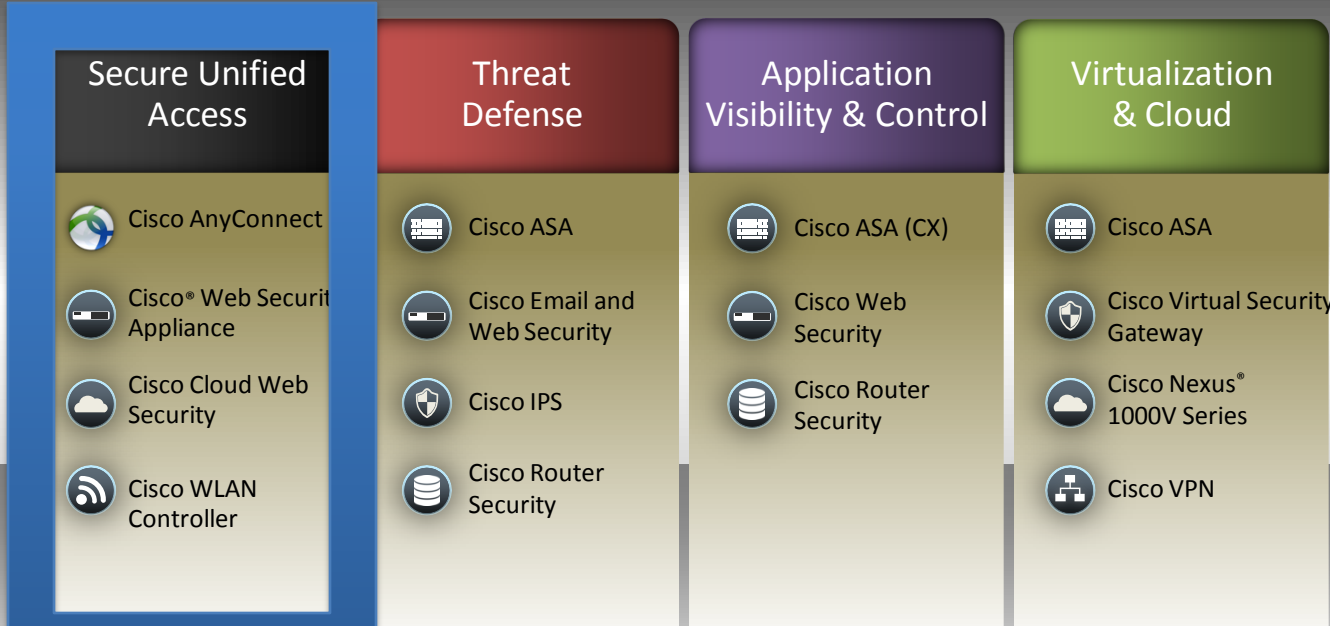 Secure Unified
Access
Cisco AnyConnect
Cisco® Web Securit
Appliance
Cisco Cloud Web
Security
Cisco WLAN
Controller
Threat
Defense
Cisco ASA
Cisco Email and
Web Security
Cisco IPS
Cisco Router
Security
Application
Visibility & Control
Cisco ASA (CX)
Cisco Web
Security
Cisco Router
Security
Virtualization
& Cloud
Cisco ASA
Cisco Virtual Security
Gateway
Cisco Nexus®
1000V Series
Cisco VPN